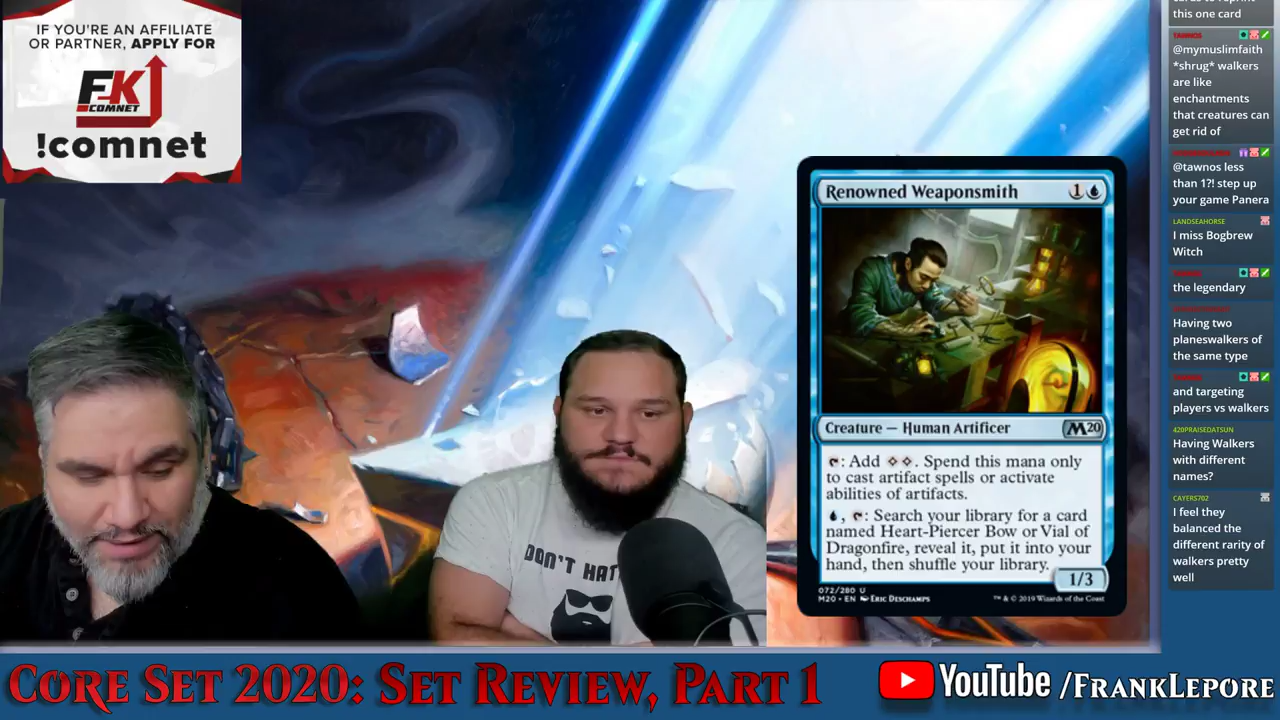 IF YOU'RE AN AFFILIATE
OR PARTNER, APPLY FOR
FK
COMNET
!comnet
Renowned Weaponsmith 1
Creature — Human Artificer M20
: Add . Spend this mana only
to cast artifact spells or activate
abilities of artifacts.
, : Search your library for a card
named Heart-Piercer Bow or Vial of
Dragonfire, reveal it, put it into your
hand, then shuffle your library.
1/3
072/280 U
M20 • EN Eric Deschamps
™ & © 2019 Wizards of the Coast
DON'T HAT
this one card
TAWNOS
@mymuslimfaith
*shrug* walkers
are like
enchantments
that creatures can
get rid of
@tawnos less
than 1?! step up
your game Panera
LANDSEAHORSE
I miss Bogbrew
Witch
TAWNOS
the legendary
Having two
planeswalkers of
the same type
TAWNOS
and targeting
players vs walkers
420PRAISEDATSUN
Having Walkers
with different
names?
CAYERS702
I feel they
balanced the
different rarity of
walkers pretty
well
Core Set 2020: Set Review, Part 1
YouTube /FrankLepore